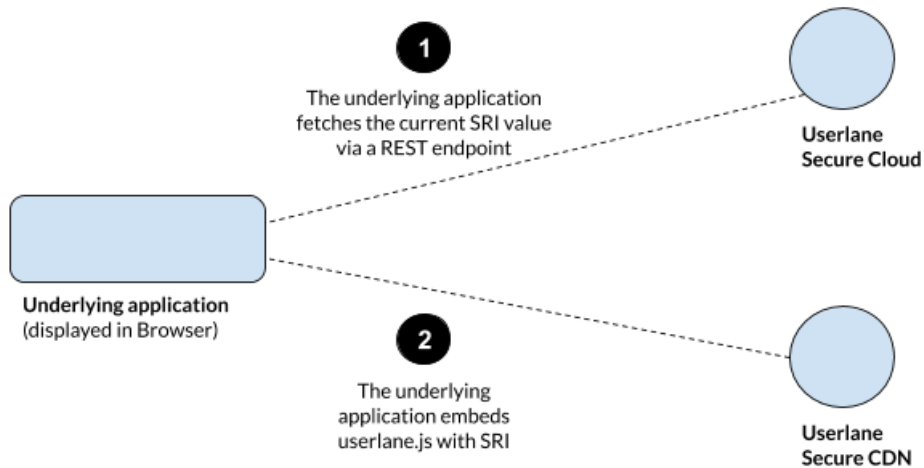 1
The underlying application
fetches the current SRI value
via a REST endpoint
Userlane
Secure Cloud
Underlying application
(displayed in Browser)
2
The underlying
application embeds
userlane.js with SRI
Userlane
Secure CDN